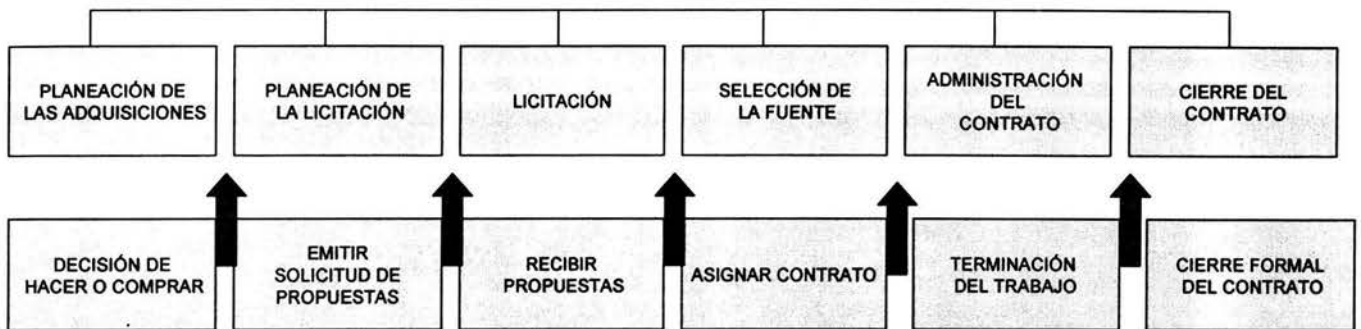 PLANEACIÓN DE
LAS ADQUISICIONES
PLANEACIÓN DE
LA LICITACIÓN
LICITACIÓN
SELECCIÓN DE
LA FUENTE
ADMINISTRACIÓN
DEL
CONTRATO
CIERRE DEL
CONTRATO
DECISIÓN DE
HACER O COMPRAR
EMITIR
SOLICITUD DE
PROPUESTAS
RECIBIR
PROPUESTAS
ASIGNAR CONTRATO
TERMINACIÓN
DEL TRABAJO
CIERRE FORMAL
DEL CONTRATO